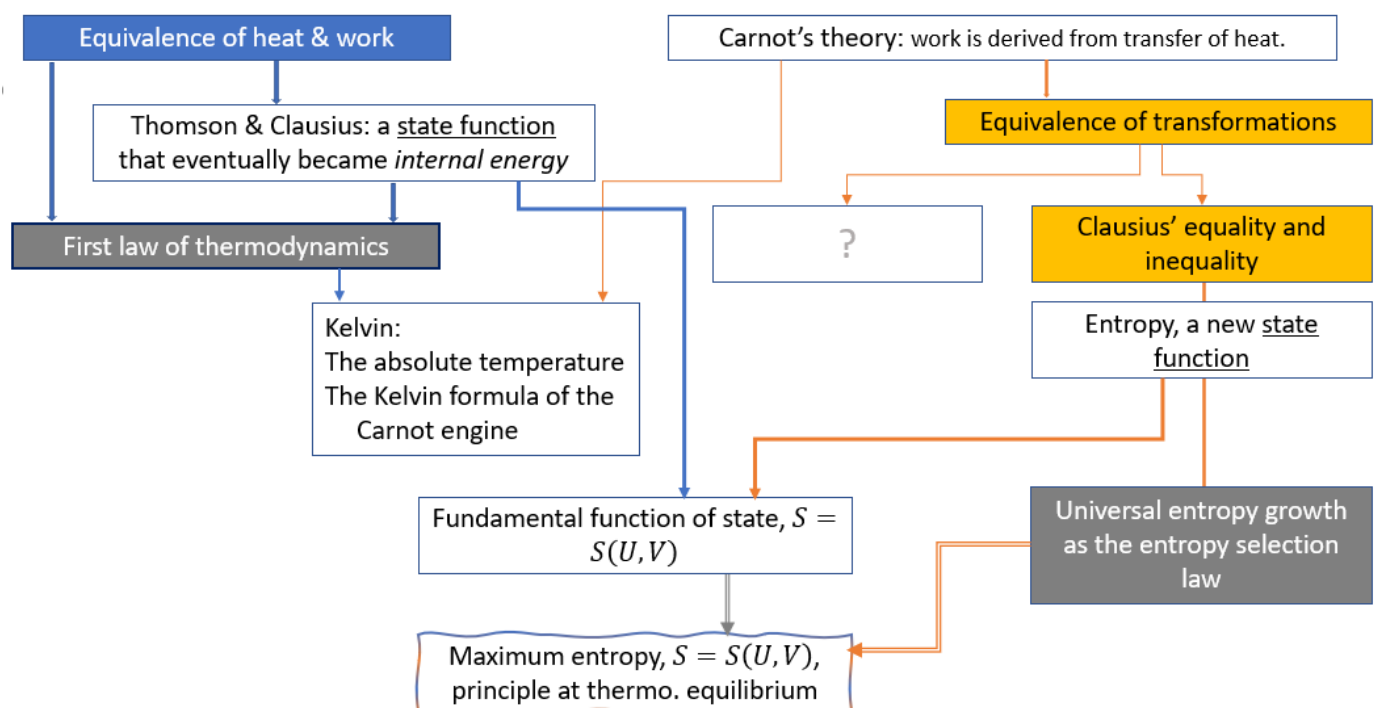 Equivalence of heat & work
Carnot’s theory: work is derived from transfer of heat.
Thomson & Clausius: a state function
that eventually became internal energy
Equivalence of transformations
First law of thermodynamics
?
Clausius’ equality and
inequality
Kelvin:
The absolute temperature
The Kelvin formula of the
Carnot engine
Entropy, a new state
function
Fundamental function of state, S =
S(U,V)
Universal entropy growth
as the entropy selection
law
Maximum entropy, S = S(U,V),
principle at thermo. equilibrium